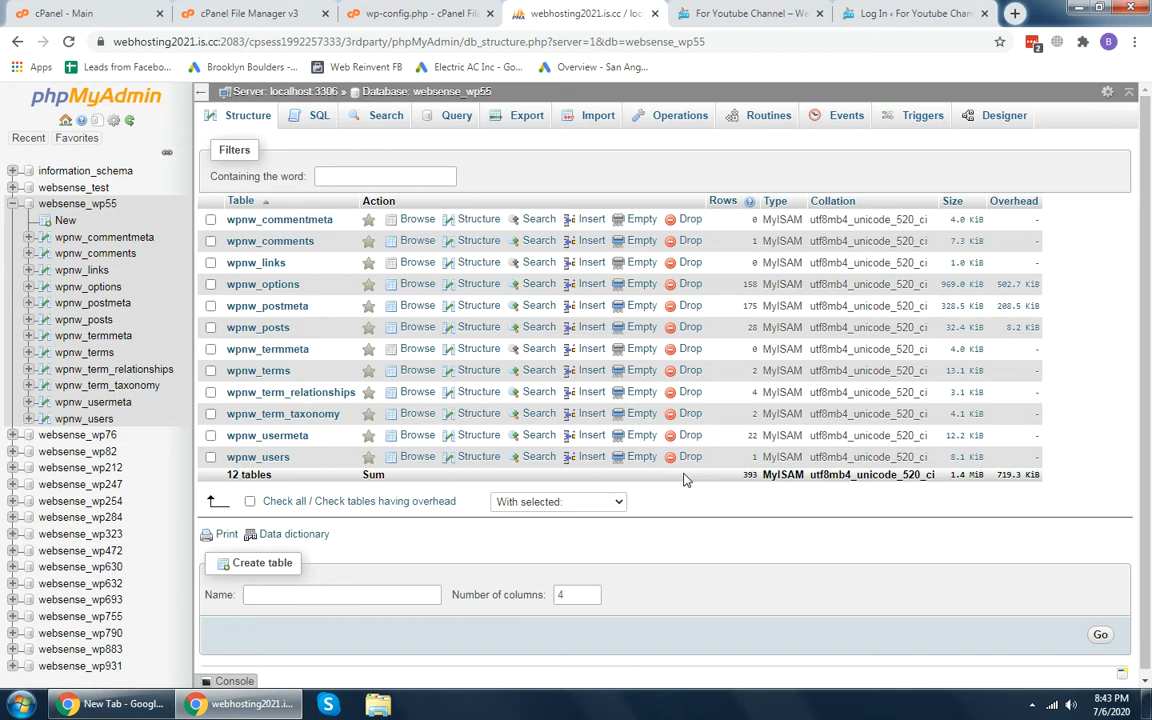 cPanel - Main
cPanel File Manager v3
wp-config.php - cPanel File
webhosting2021.is.cc / loc
For Youtube Channel – We
Log In ‹ For Youtube Chan
webhosting2021.is.cc:2083/cpsess1992257333/3rdparty/phpMyAdmin/db_structure.php?server=1&db=websense_wp55
2
B
Apps
Leads from Facebo...
Brooklyn Boulders -...
Web Reinvent FB
Electric AC Inc - Go...
Overview - San Ang...
phpMyAdmin
Recent
Favorites
information_schema
websense_test
websense_wp55
New
wpnw_commentmeta
wpnw_comments
wpnw_links
wpnw_options
wpnw_postmeta
wpnw_posts
wpnw_termmeta
wpnw_terms
wpnw_term_relationships
wpnw_term_taxonomy
wpnw_usermeta
wpnw_users
websense_wp76
websense_wp82
websense_wp212
websense_wp247
websense_wp254
websense_wp284
websense_wp323
websense_wp472
websense_wp630
websense_wp632
websense_wp693
websense_wp755
websense_wp790
websense_wp883
websense_wp931
Server: localhost:3306 » Database: websense_wp55
Structure SQL Search Query Export Import Operations Routines Events Triggers Designer
Filters
Containing the word:
Table Action Rows Type Collation Size Overhead
wpnw_commentmeta Browse Structure Search Insert Empty Drop 0 MyISAM utf8mb4_unicode_520_ci 4.0 KiB -
wpnw_comments Browse Structure Search Insert Empty Drop 1 MyISAM utf8mb4_unicode_520_ci 7.3 KiB -
wpnw_links Browse Structure Search Insert Empty Drop 0 MyISAM utf8mb4_unicode_520_ci 1.0 KiB -
wpnw_options Browse Structure Search Insert Empty Drop 158 MyISAM utf8mb4_unicode_520_ci 969.0 KiB 502.7 KiB
wpnw_postmeta Browse Structure Search Insert Empty Drop 175 MyISAM utf8mb4_unicode_520_ci 328.5 KiB 208.5 KiB
wpnw_posts Browse Structure Search Insert Empty Drop 28 MyISAM utf8mb4_unicode_520_ci 32.4 KiB 8.2 KiB
wpnw_termmeta Browse Structure Search Insert Empty Drop 0 MyISAM utf8mb4_unicode_520_ci 4.0 KiB -
wpnw_terms Browse Structure Search Insert Empty Drop 2 MyISAM utf8mb4_unicode_520_ci 13.1 KiB -
wpnw_term_relationships Browse Structure Search Insert Empty Drop 4 MyISAM utf8mb4_unicode_520_ci 3.1 KiB -
wpnw_term_taxonomy Browse Structure Search Insert Empty Drop 2 MyISAM utf8mb4_unicode_520_ci 4.1 KiB -
wpnw_usermeta Browse Structure Search Insert Empty Drop 22 MyISAM utf8mb4_unicode_520_ci 12.2 KiB -
wpnw_users Browse Structure Search Insert Empty Drop 1 MyISAM utf8mb4_unicode_520_ci 8.1 KiB -
12 tables Sum 393 MyISAM utf8mb4_unicode_520_ci 1.4 MiB 719.3 KiB
Check all / Check tables having overhead With selected:
Print Data dictionary
Create table
Name: Number of columns: 4
Go
Console
New Tab - Googl...
webhosting2021.i...
8:43 PM
7/6/2020